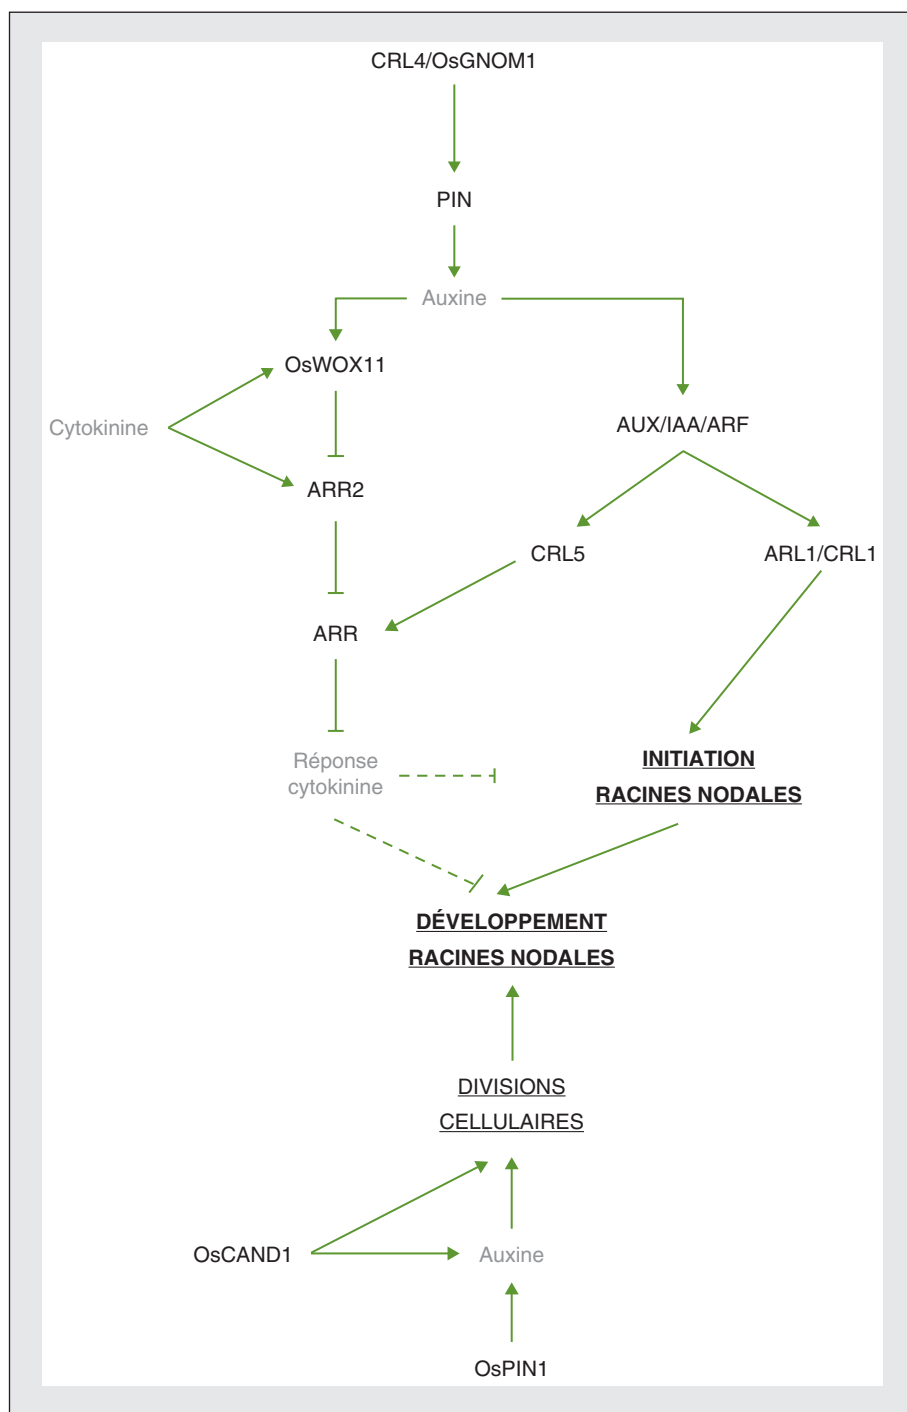 CRL4/OsGNOM1
PIN
Auxine
OsWOX11
Cytokinine
AUX/IAA/ARF
ARR2
CRL5
ARL1/CRL1
ARR
Réponse
cytokinine
INITIATION
RACINES NODALES
DÉVELOPPEMENT
RACINES NODALES
DIVISIONS
CELLULAIRES
OsCAND1
Auxine
OsPIN1